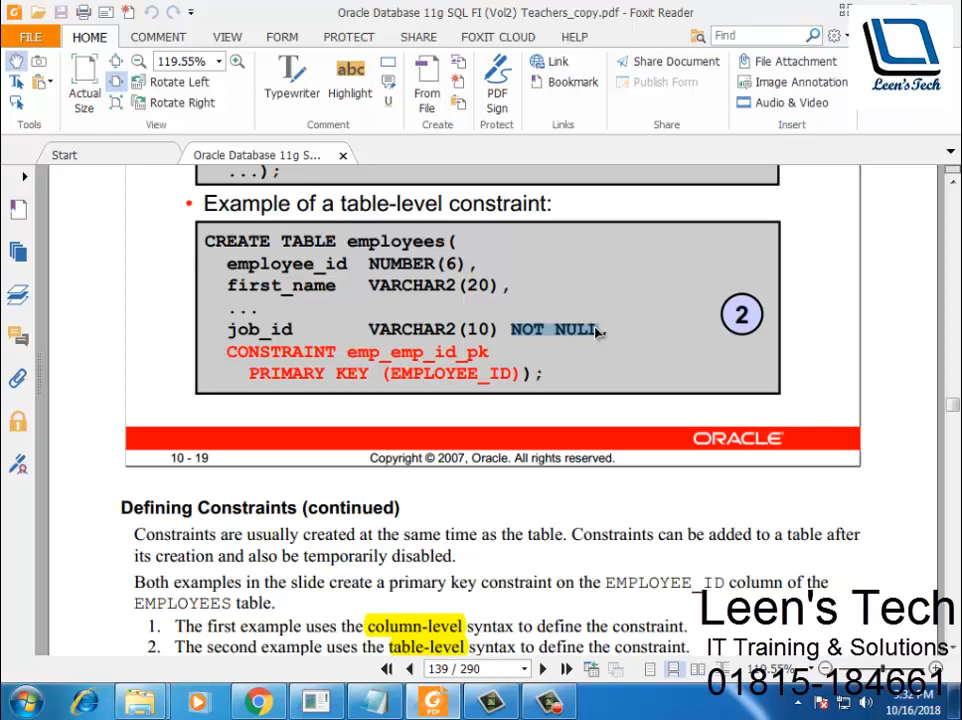 Oracle Database 11g SQL FI (Vol2) Teachers_copy.pdf - Foxit Reader
FILE HOME COMMENT VIEW FORM PROTECT SHARE FOXIT CLOUD HELP Find
119.55%
Rotate Left
Rotate Right
Actual Size
Typewriter
Highlight
From File
PDF Sign
Link
Bookmark
Share Document
Publish Form
File Attachment
Image Annotation
Audio & Video
Tools View Comment Create Protect Links Share Insert
Leen'sTech
Start Oracle Database 11g S...
...);
• Example of a table-level constraint:
CREATE TABLE employees(
employee_id NUMBER(6),
first_name VARCHAR2(20),
...
job_id VARCHAR2(10) NOT NULL,
CONSTRAINT emp_emp_id_pk
PRIMARY KEY (EMPLOYEE_ID));
2
ORACLE
10 - 19 Copyright © 2007, Oracle. All rights reserved.
Defining Constraints (continued)
Constraints are usually created at the same time as the table. Constraints can be added to a table after
its creation and also be temporarily disabled.
Both examples in the slide create a primary key constraint on the EMPLOYEE_ID column of the
EMPLOYEES table.
1. The first example uses the column-level syntax to define the constraint.
2. The second example uses the table-level syntax to define the constraint.
139 / 290
Leen's Tech
IT Training & Solutions
01815-184661
10/16/2018